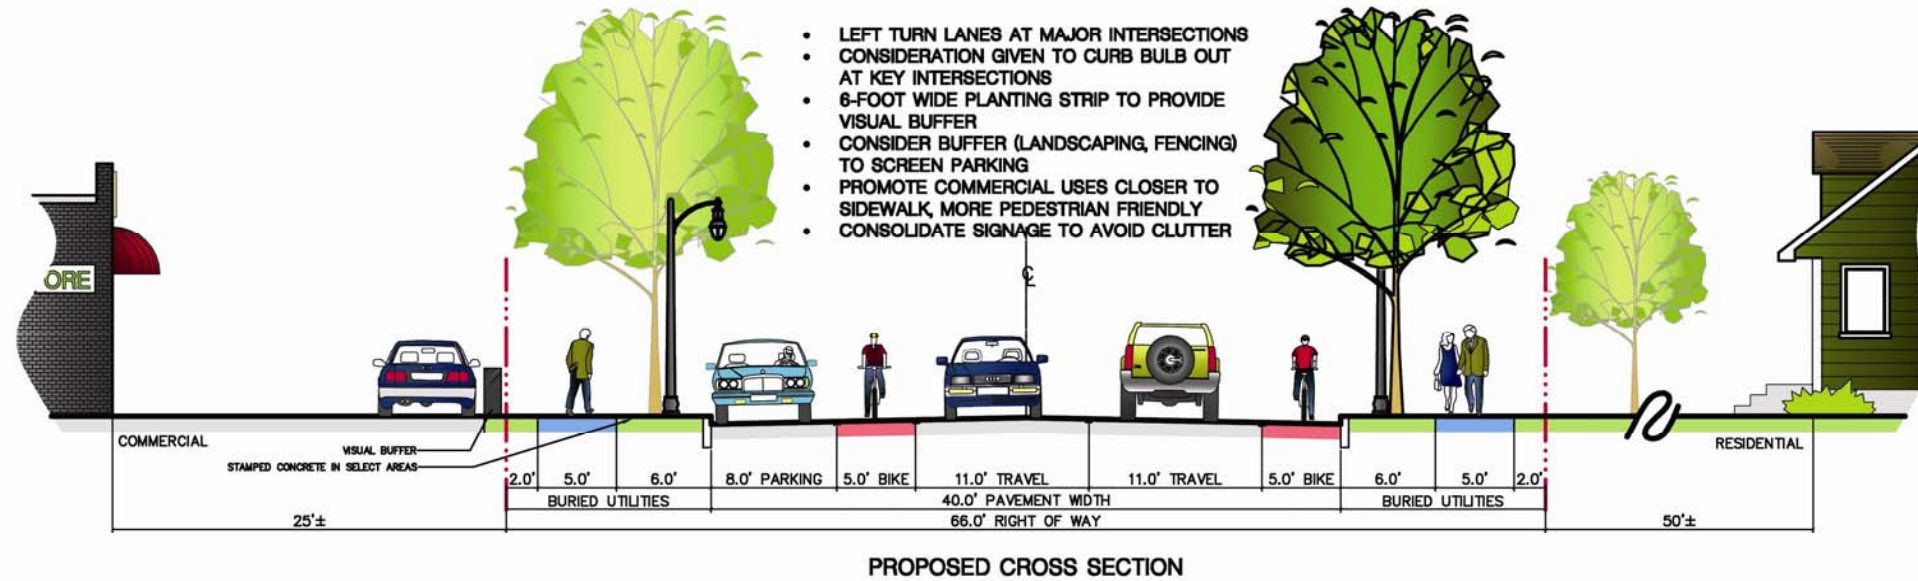 • LEFT TURN LANES AT MAJOR INTERSECTIONS
• CONSIDERATION GIVEN TO CURB BULB OUT
AT KEY INTERSECTIONS
• 6-FOOT WIDE PLANTING STRIP TO PROVIDE
VISUAL BUFFER
• CONSIDER BUFFER (LANDSCAPING, FENCING)
TO SCREEN PARKING
• PROMOTE COMMERCIAL USES CLOSER TO
SIDEWALK, MORE PEDESTRIAN FRIENDLY
• CONSOLIDATE SIGNAGE TO AVOID CLUTTER
℄
ORE
COMMERCIAL
VISUAL BUFFER
STAMPED CONCRETE IN SELECT AREAS
RESIDENTIAL
2.0' 5.0' 6.0' 8.0' PARKING 5.0' BIKE 11.0' TRAVEL 11.0' TRAVEL 5.0' BIKE 6.0' 5.0' 2.0'
BURIED UTILITIES 40.0' PAVEMENT WIDTH BURIED UTILITIES
25'± 66.0' RIGHT OF WAY 50'±
PROPOSED CROSS SECTION